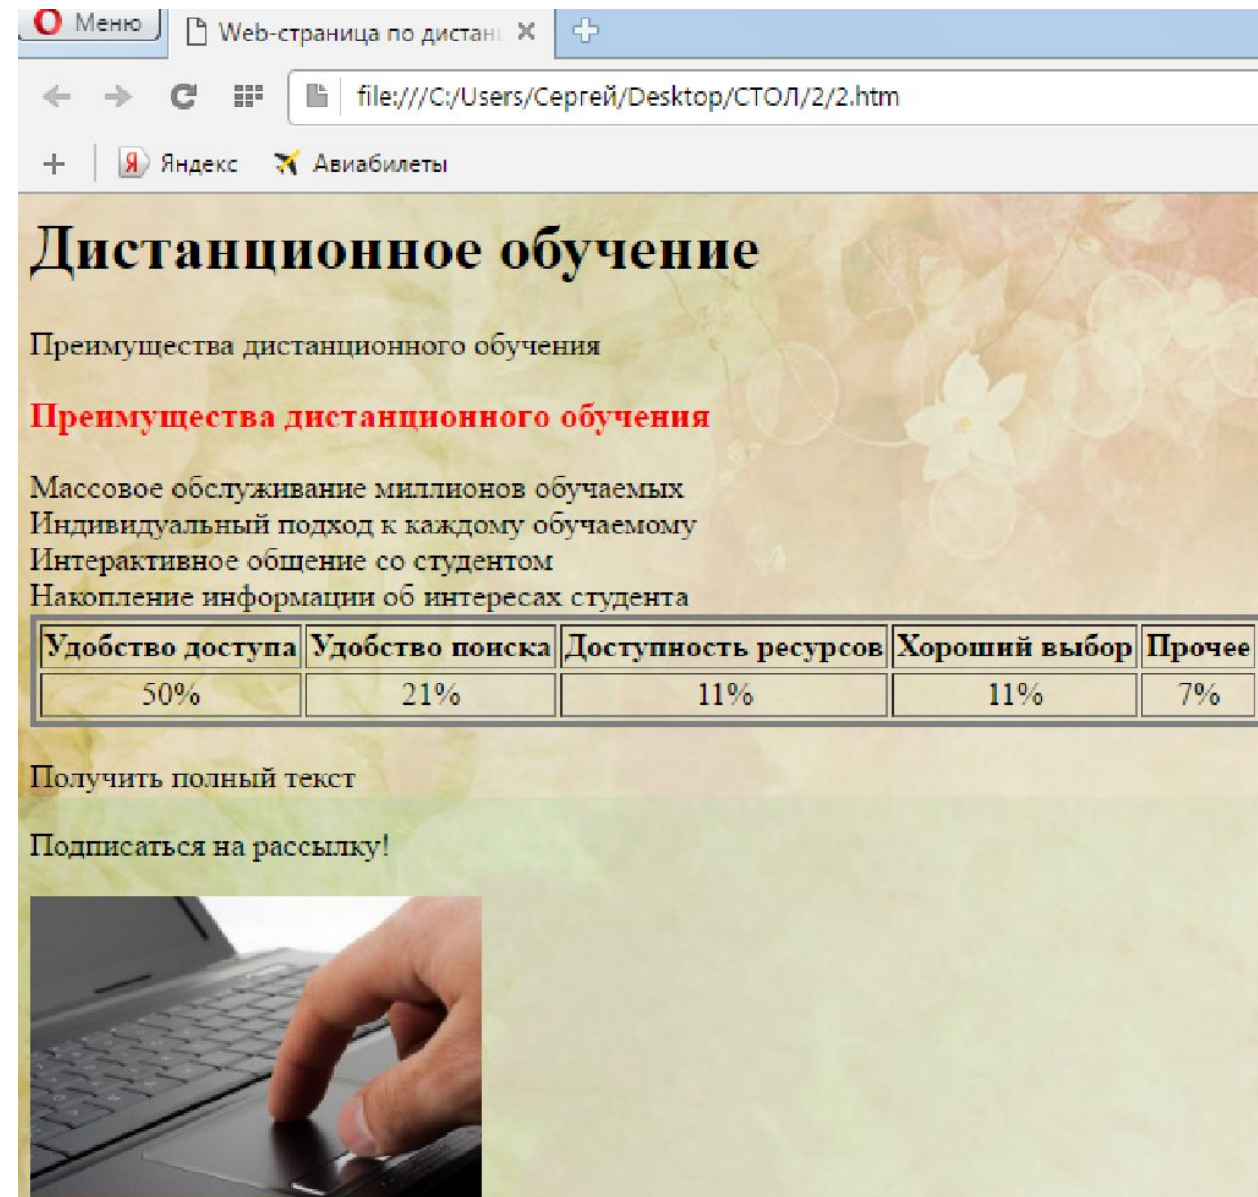 Меню
Web-страница по дистан
file:///C:/Users/Сергей/Desktop/СТОЛ/2/2.htm
Яндекс Авиабилеты
Дистанционное обучение
Преимущества дистанционного обучения
Преимущества дистанционного обучения
Массовое обслуживание миллионов обучаемых
Индивидуальный подход к каждому обучаемому
Интерактивное общение со студентом
Накопление информации об интересах студента
Удобство доступа Удобство поиска Доступность ресурсов Хороший выбор Прочее
50% 21% 11% 11% 7%
Получить полный текст
Подписаться на рассылку!